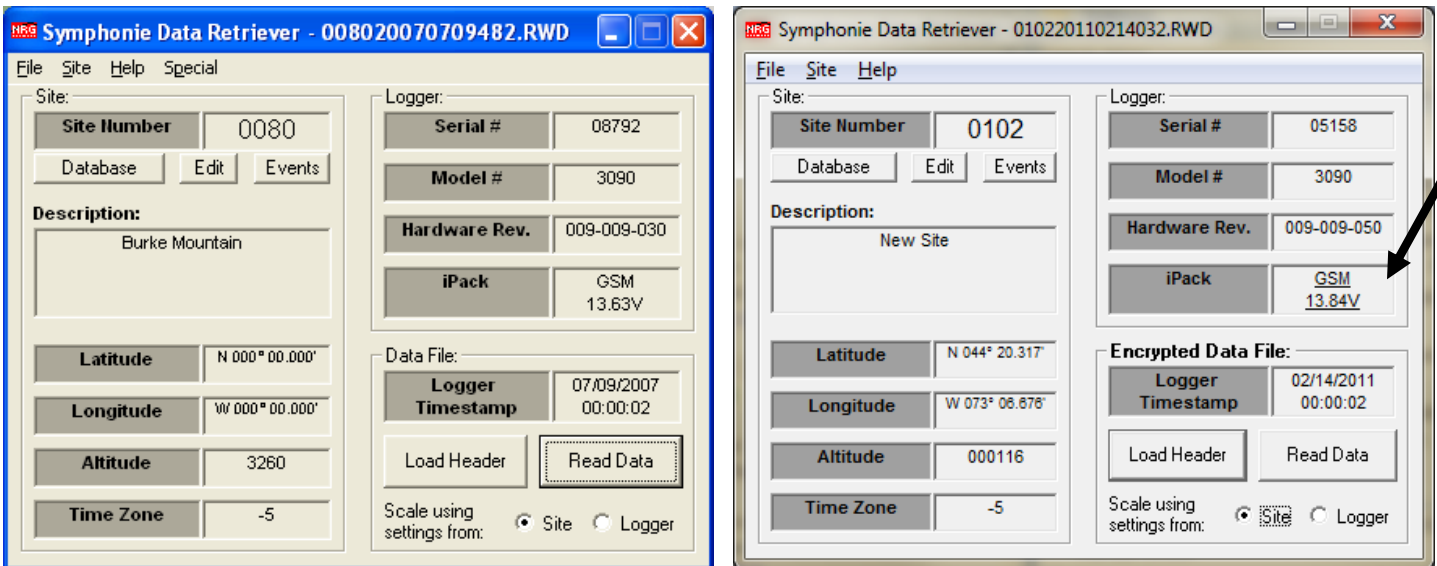 NRG Symphonie Data Retriever - 008020070709482.RWD
File Site Help Special
Site:
Site Number 0080
Database Edit Events
Description:
Burke Mountain
Latitude N 000° 00.000'
Longitude W 000° 00.000'
Altitude 3260
Time Zone -5
Logger:
Serial # 08792
Model # 3090
Hardware Rev. 009-009-030
iPack GSM
13.63V
Data File:
Logger Timestamp 07/09/2007
00:00:02
Load Header Read Data
Scale using
settings from: Site Logger
NRG Symphonie Data Retriever - 010220110214032.RWD
File Site Help
Site:
Site Number 0102
Database Edit Events
Description:
New Site
Latitude N 044° 20.317'
Longitude W 073° 06.676'
Altitude 000116
Time Zone -5
Logger:
Serial # 05158
Model # 3090
Hardware Rev. 009-009-050
iPack GSM
13.84V
Encrypted Data File:
Logger Timestamp 02/14/2011
00:00:02
Load Header Read Data
Scale using
settings from: Site Logger